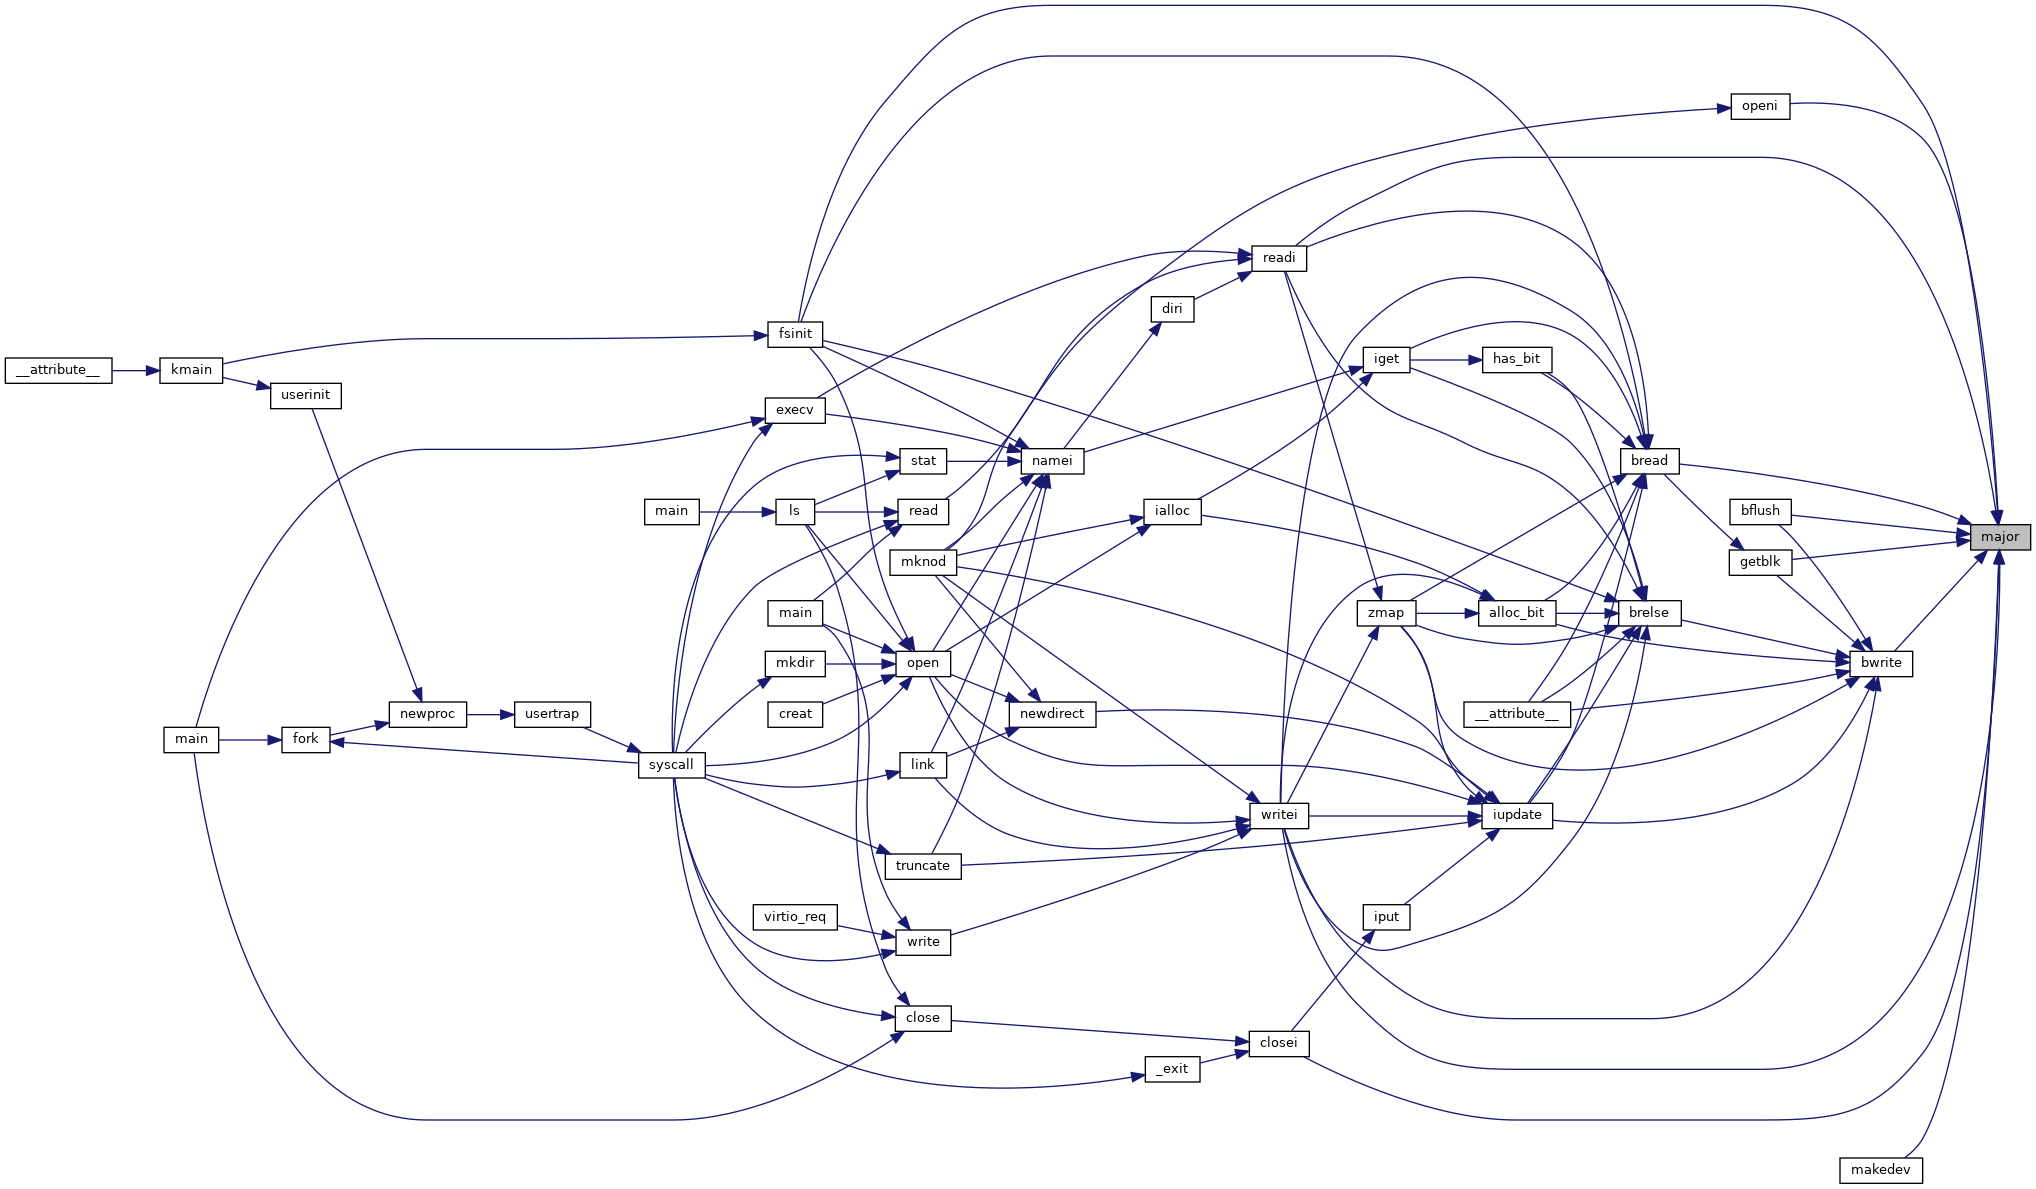 openi
readi
diri
fsinit
iget
has_bit
__attribute__
kmain
userinit
execv
stat
namei
bread
main
ls
read
ialloc
bflush
major
mknod
getblk
main
zmap
alloc_bit
brelse
mkdir
open
bwrite
creat
newproc
usertrap
newdirect
__attribute__
main
fork
syscall
link
writei
iupdate
truncate
virtio_req
iput
write
close
closei
_exit
makedev